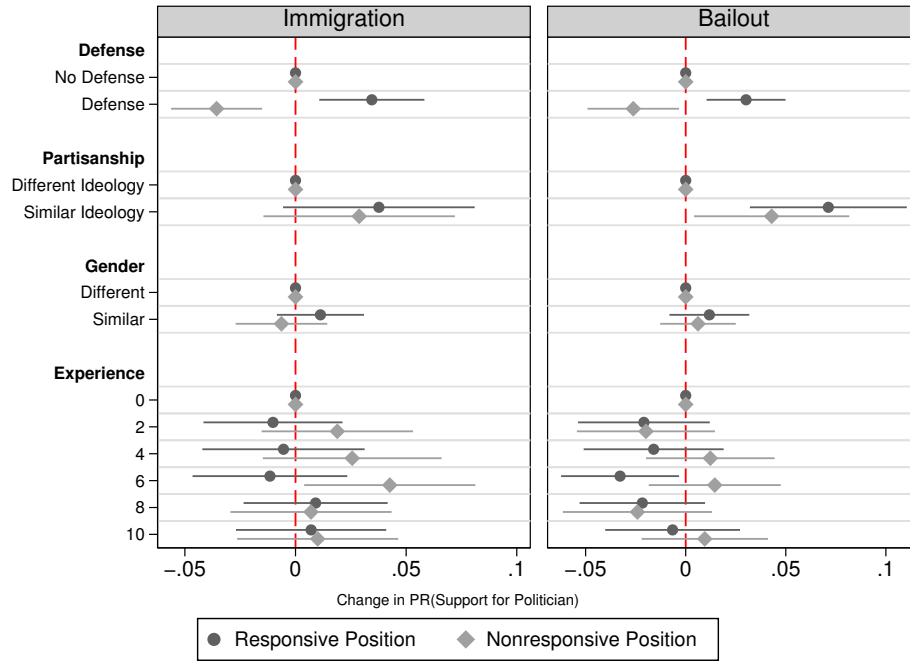 Immigration Bailout
Defense
No Defense
Defense
Partisanship
Different Ideology
Similar Ideology
Gender
Different
Similar
Experience
0
2
4
6
8
10
-.05 0 .05 .1 -.05 0 .05 .1
Change in PR(Support for Politician)
Responsive Position Nonresponsive Position